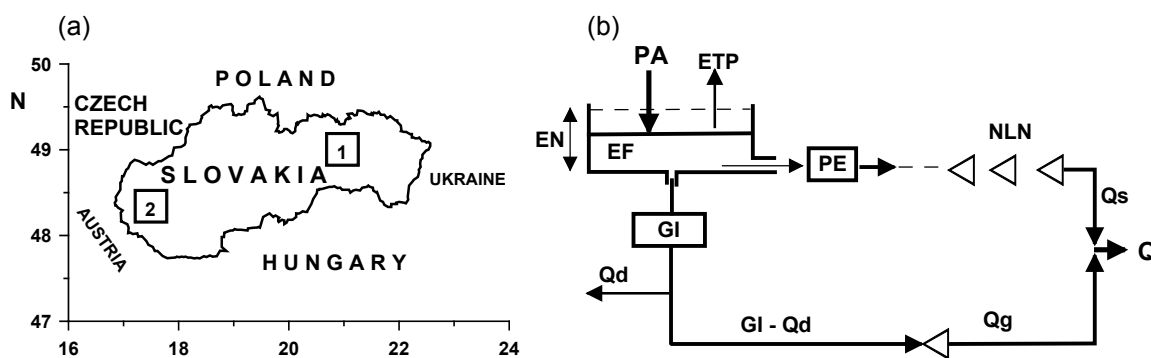 (a)
50
N
49
48
47
16
18
20
22
24
POLAND
CZECH
REPUBLIC
1
SLOVAKIA
UKRAINE
2
AUSTRIA
HUNGARY
(b)
PA
ETP
EN
EF
PE
NLN
Qs
GI
Q
Qd
GI - Qd
Qg